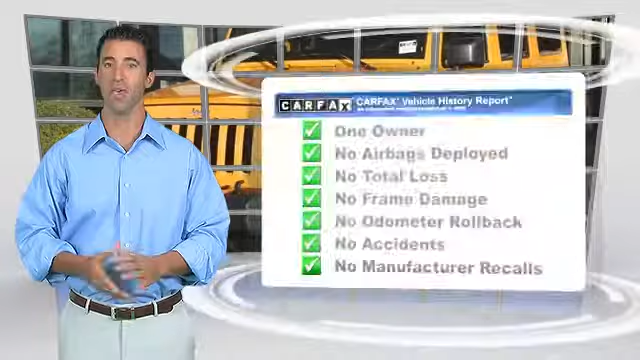 CARFAX CARFAX Vehicle History Report
One Owner
No Airbags Deployed
No Total Loss
No Frame Damage
No Odometer Rollback
No Accidents
No Manufacturer Recalls